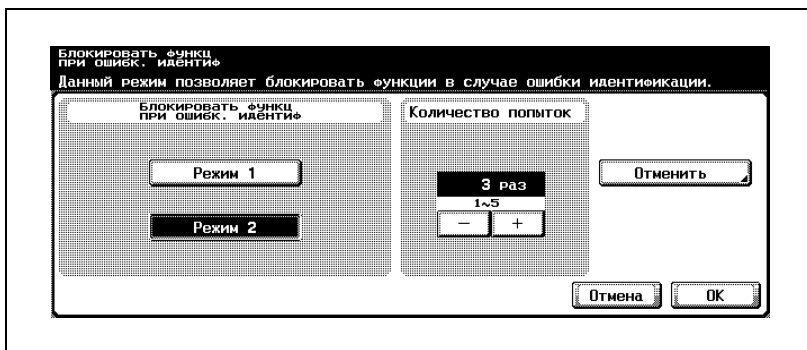 Блокировать функц
при ошибк. идентиф
Данный режим позволяет блокировать функции в случае ошибки идентификации.
Блокировать функц
при ошибк. идентиф
Количество попыток
Режим 1
Отменить
3 раз
1~5
Режим 2
− +
Отмена
OK